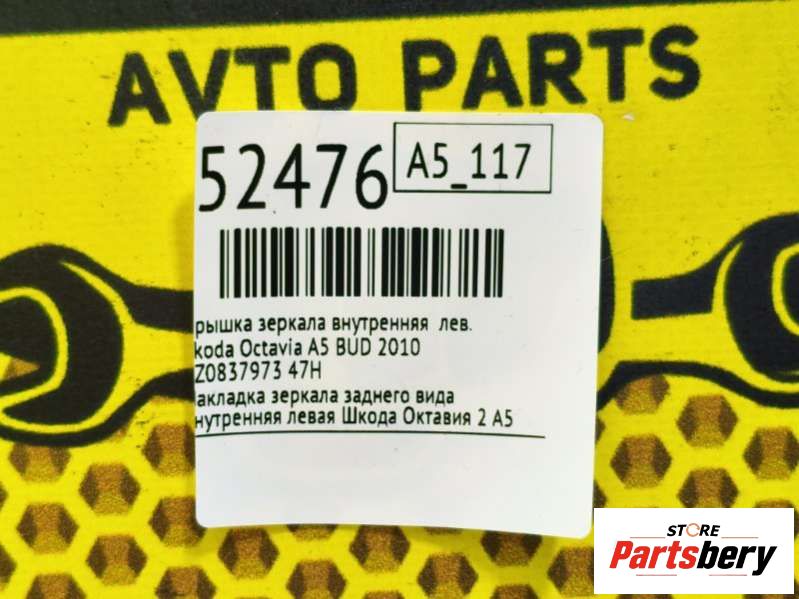 AVTO PARTS
52476
A5_117
рышка зеркала внутренняя лев.
koda Octavia A5 BUD 2010
Z0837973 47H
акладка зеркала заднего вида
нутренняя левая Шкода Октавия 2 А5
STORE
Partsbery